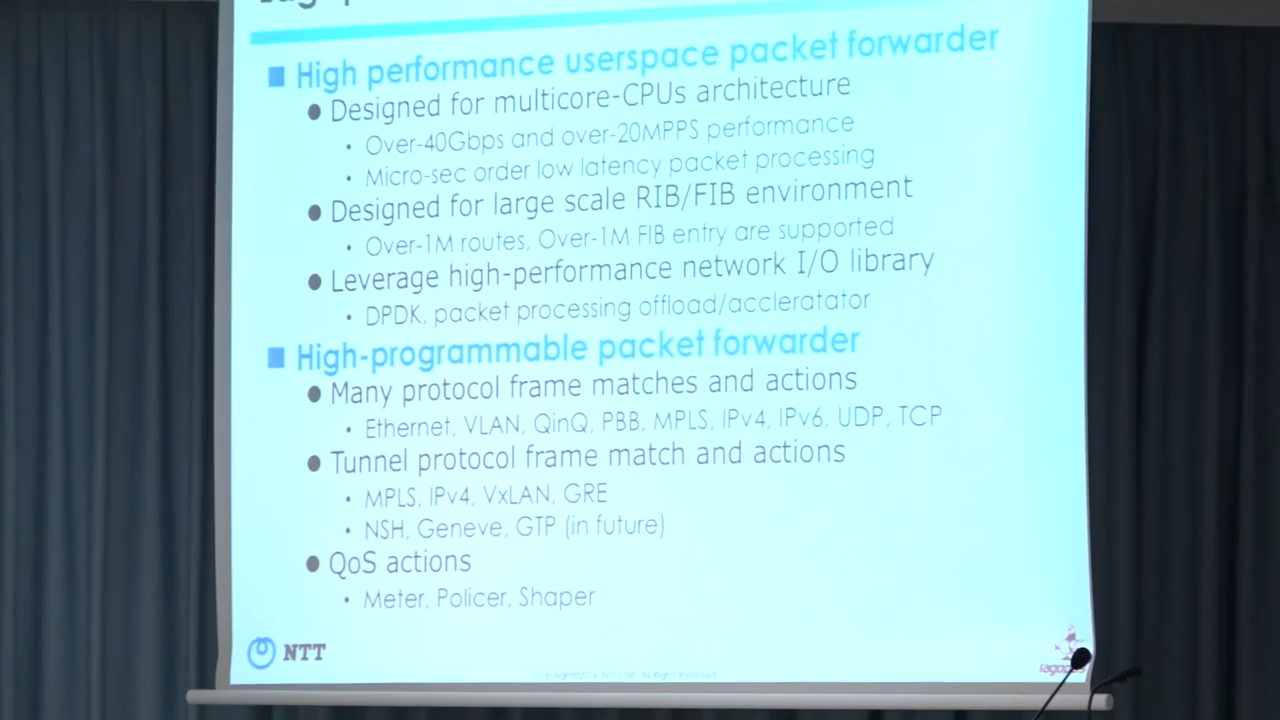 ■ High performance userspace packet forwarder
● Designed for multicore-CPUs architecture
• Over-40Gbps and over-20MPPS performance
• Micro-sec order low latency packet processing
● Designed for large scale RIB/FIB environment
• Over-1M routes, Over-1M FIB entry are supported
● Leverage high-performance network I/O library
• DPDK, packet processing offload/accleratator
■ High-programmable packet forwarder
● Many protocol frame matches and actions
• Ethernet, VLAN, QinQ, PBB, MPLS, IPv4, IPv6, UDP, TCP
● Tunnel protocol frame match and actions
• MPLS, IPv4, VxLAN, GRE
• NSH, Geneve, GTP (in future)
● QoS actions
• Meter, Policer, Shaper
NTT